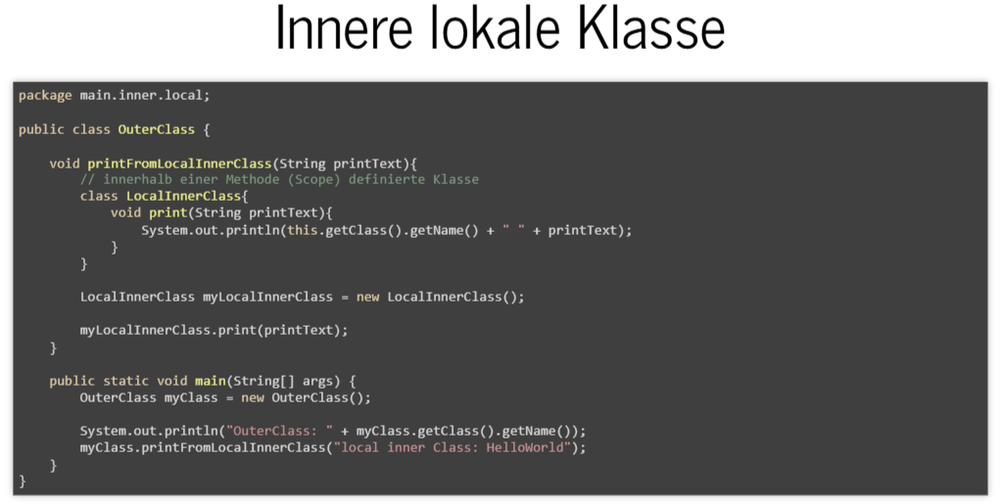 Innere lokale Klasse
package main.inner.local;
public class OuterClass {
void printFromLocalInnerClass(String printText){
// innerhalb einer Methode (Scope) definierte Klasse
class LocalInnerClass{
void print(String printText){
System.out.println(this.getClass().getName() + " " + printText);
}
}
LocalInnerClass myLocalInnerClass = new LocalInnerClass();
myLocalInnerClass.print(printText);
}
public static void main(String[] args) {
OuterClass myClass = new OuterClass();
System.out.println("OuterClass: " + myClass.getClass().getName());
myClass.printFromLocalInnerClass("local inner Class: HelloWorld");
}
}